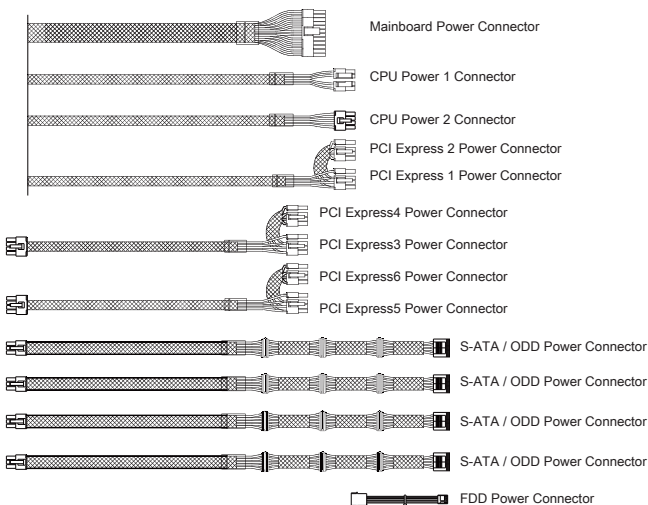 Mainboard Power Connector
CPU Power 1 Connector
CPU Power 2 Connector
PCI Express 2 Power Connector
PCI Express 1 Power Connector
PCI Express4 Power Connector
PCI Express3 Power Connector
PCI Express6 Power Connector
PCI Express5 Power Connector
S-ATA / ODD Power Connector
S-ATA / ODD Power Connector
S-ATA / ODD Power Connector
S-ATA / ODD Power Connector
FDD Power Connector